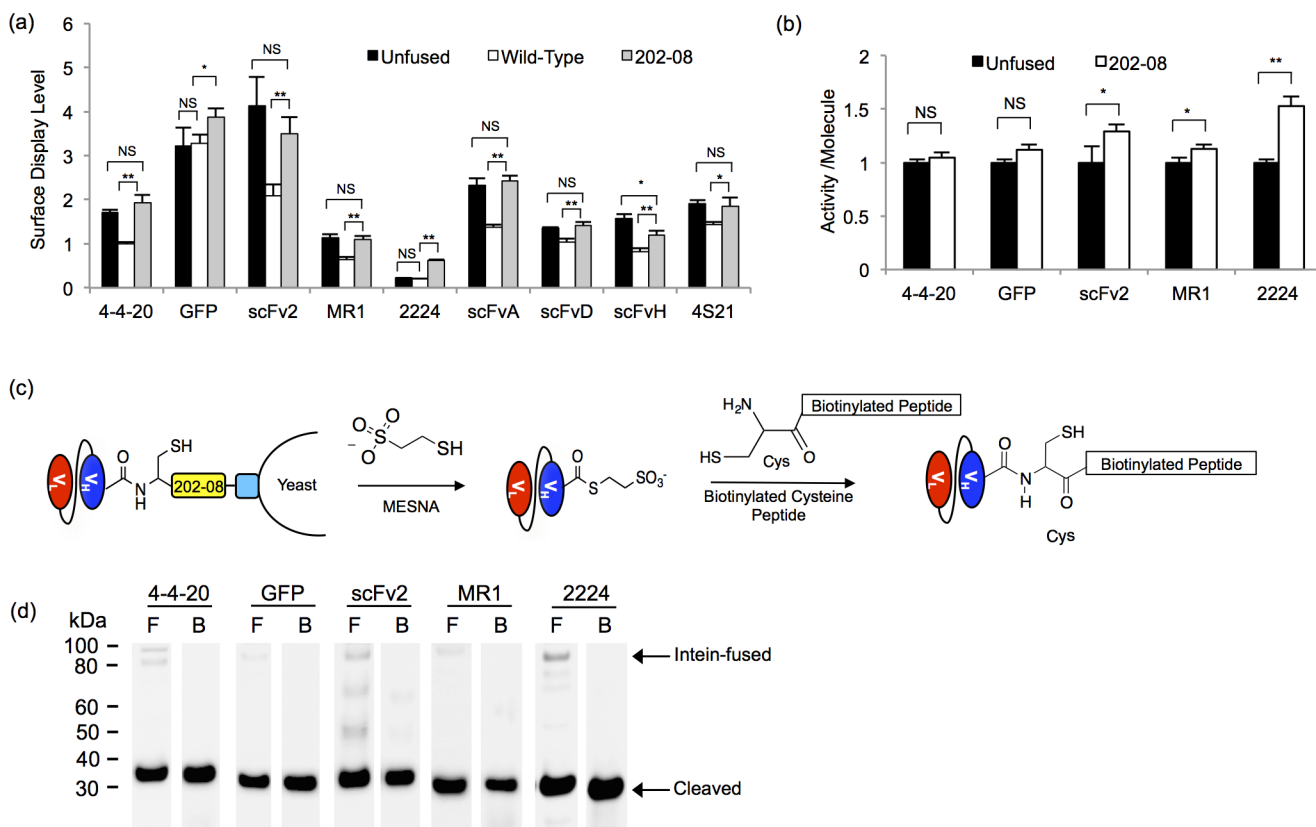 (a)
Surface Display Level
6
5
4
3
2
1
0
Unfused
Wild-Type
202-08
NS
**
NS
*
NS
**
NS
**
NS
**
NS
**
NS
**
*
**
NS
*
4-4-20
GFP
scFv2
MR1
2224
scFvA
scFvD
scFvH
4S21
(b)
Activity /Molecule
2
1.5
1
0.5
0
Unfused
202-08
NS
NS
*
*
**
4-4-20
GFP
scFv2
MR1
2224
(c)
VL
VH
O
N
H
SH
202-08
Yeast
O
O
S
O
−
SH
MESNA
VL
VH
O
S
SO3-
H2N
Biotinylated Peptide
HS
O
Cys
Biotinylated Cysteine
Peptide
VL
VH
O
SH
N
H
O
Biotinylated Peptide
Cys
(d)
4-4-20
GFP
scFv2
MR1
2224
kDa
F
B
F
B
F
B
F
B
F
B
100
80
60
50
40
30
Intein-fused
Cleaved